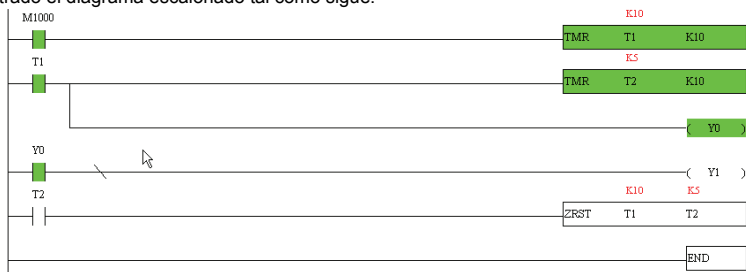 trado el diagrama escalonado tal como sigue:
M1000 K10
TMR T1 K10
T1 K5
TMR T2 K10
( Y0 )
Y0
( Y1 )
T2 K10 K5
ZRST T1 T2
END